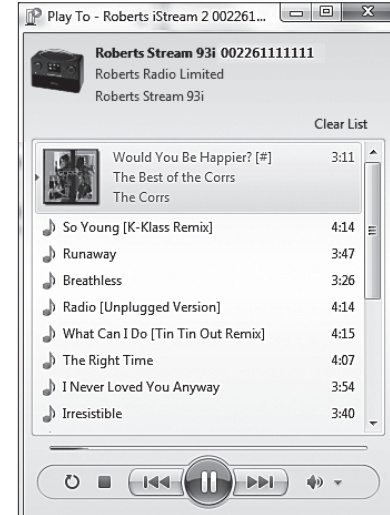 Play To - Roberts iStream 2 002261...
Roberts Stream 93i 002261111111
Roberts Radio Limited
Roberts Stream 93i
Clear List
Would You Be Happier? [#] 3:11
The Best of the Corrs
The Corrs
So Young [K-Klass Remix] 4:14
Runaway 3:47
Breathless 3:26
Radio [Unplugged Version] 4:14
What Can I Do [Tin Tin Out Remix] 4:15
The Right Time 4:07
I Never Loved You Anyway 3:54
Irresistible 3:40